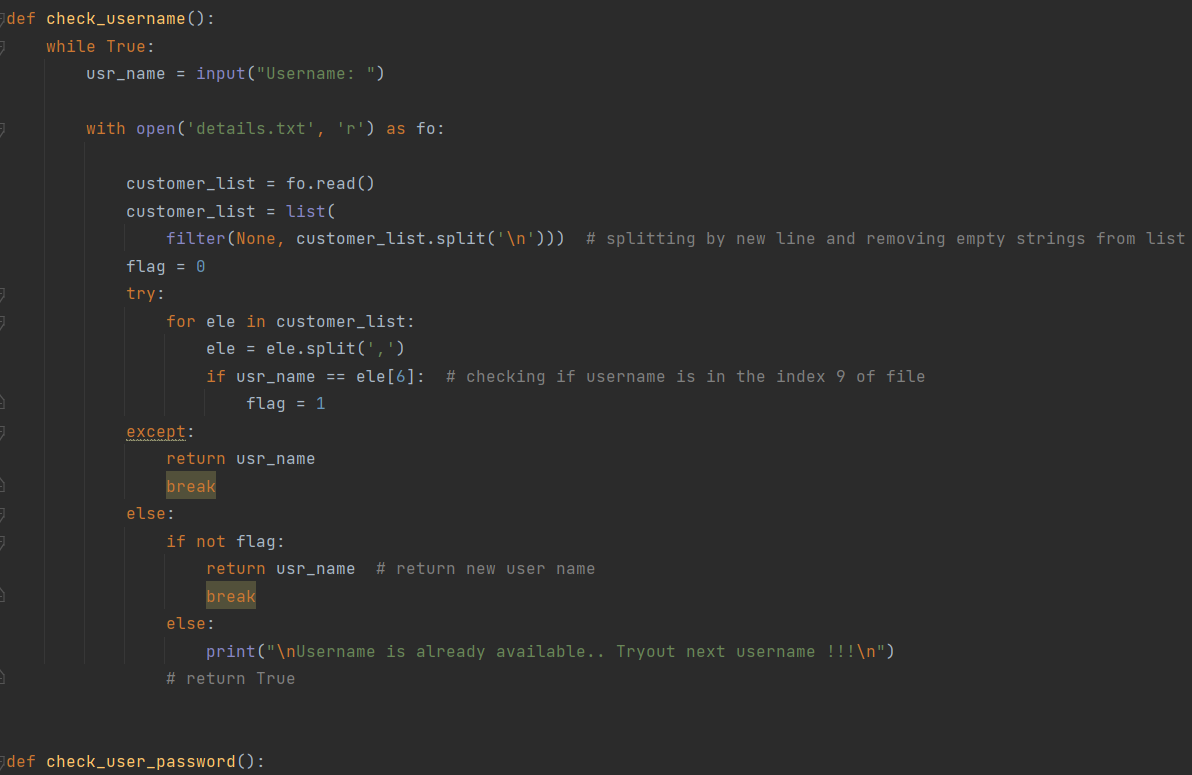 def check_username():
    while True:
        usr_name = input("Username: ")
        with open('details.txt', 'r') as fo:
            customer_list = fo.read()
            customer_list = list(
                filter(None, customer_list.split('\n')))  # splitting by new line and removing empty strings from list
            flag = 0
            try:
                for ele in customer_list:
                    ele = ele.split(',')
                    if usr_name == ele[6]:  # checking if username is in the index 9 of file
                        flag = 1
            except:
                return usr_name
                break
            else:
                if not flag:
                    return usr_name  # return new user name
                    break
                else:
                    print("\nUsername is already available.. Tryout next username !!!\n")
                # return True
def check_user_password():